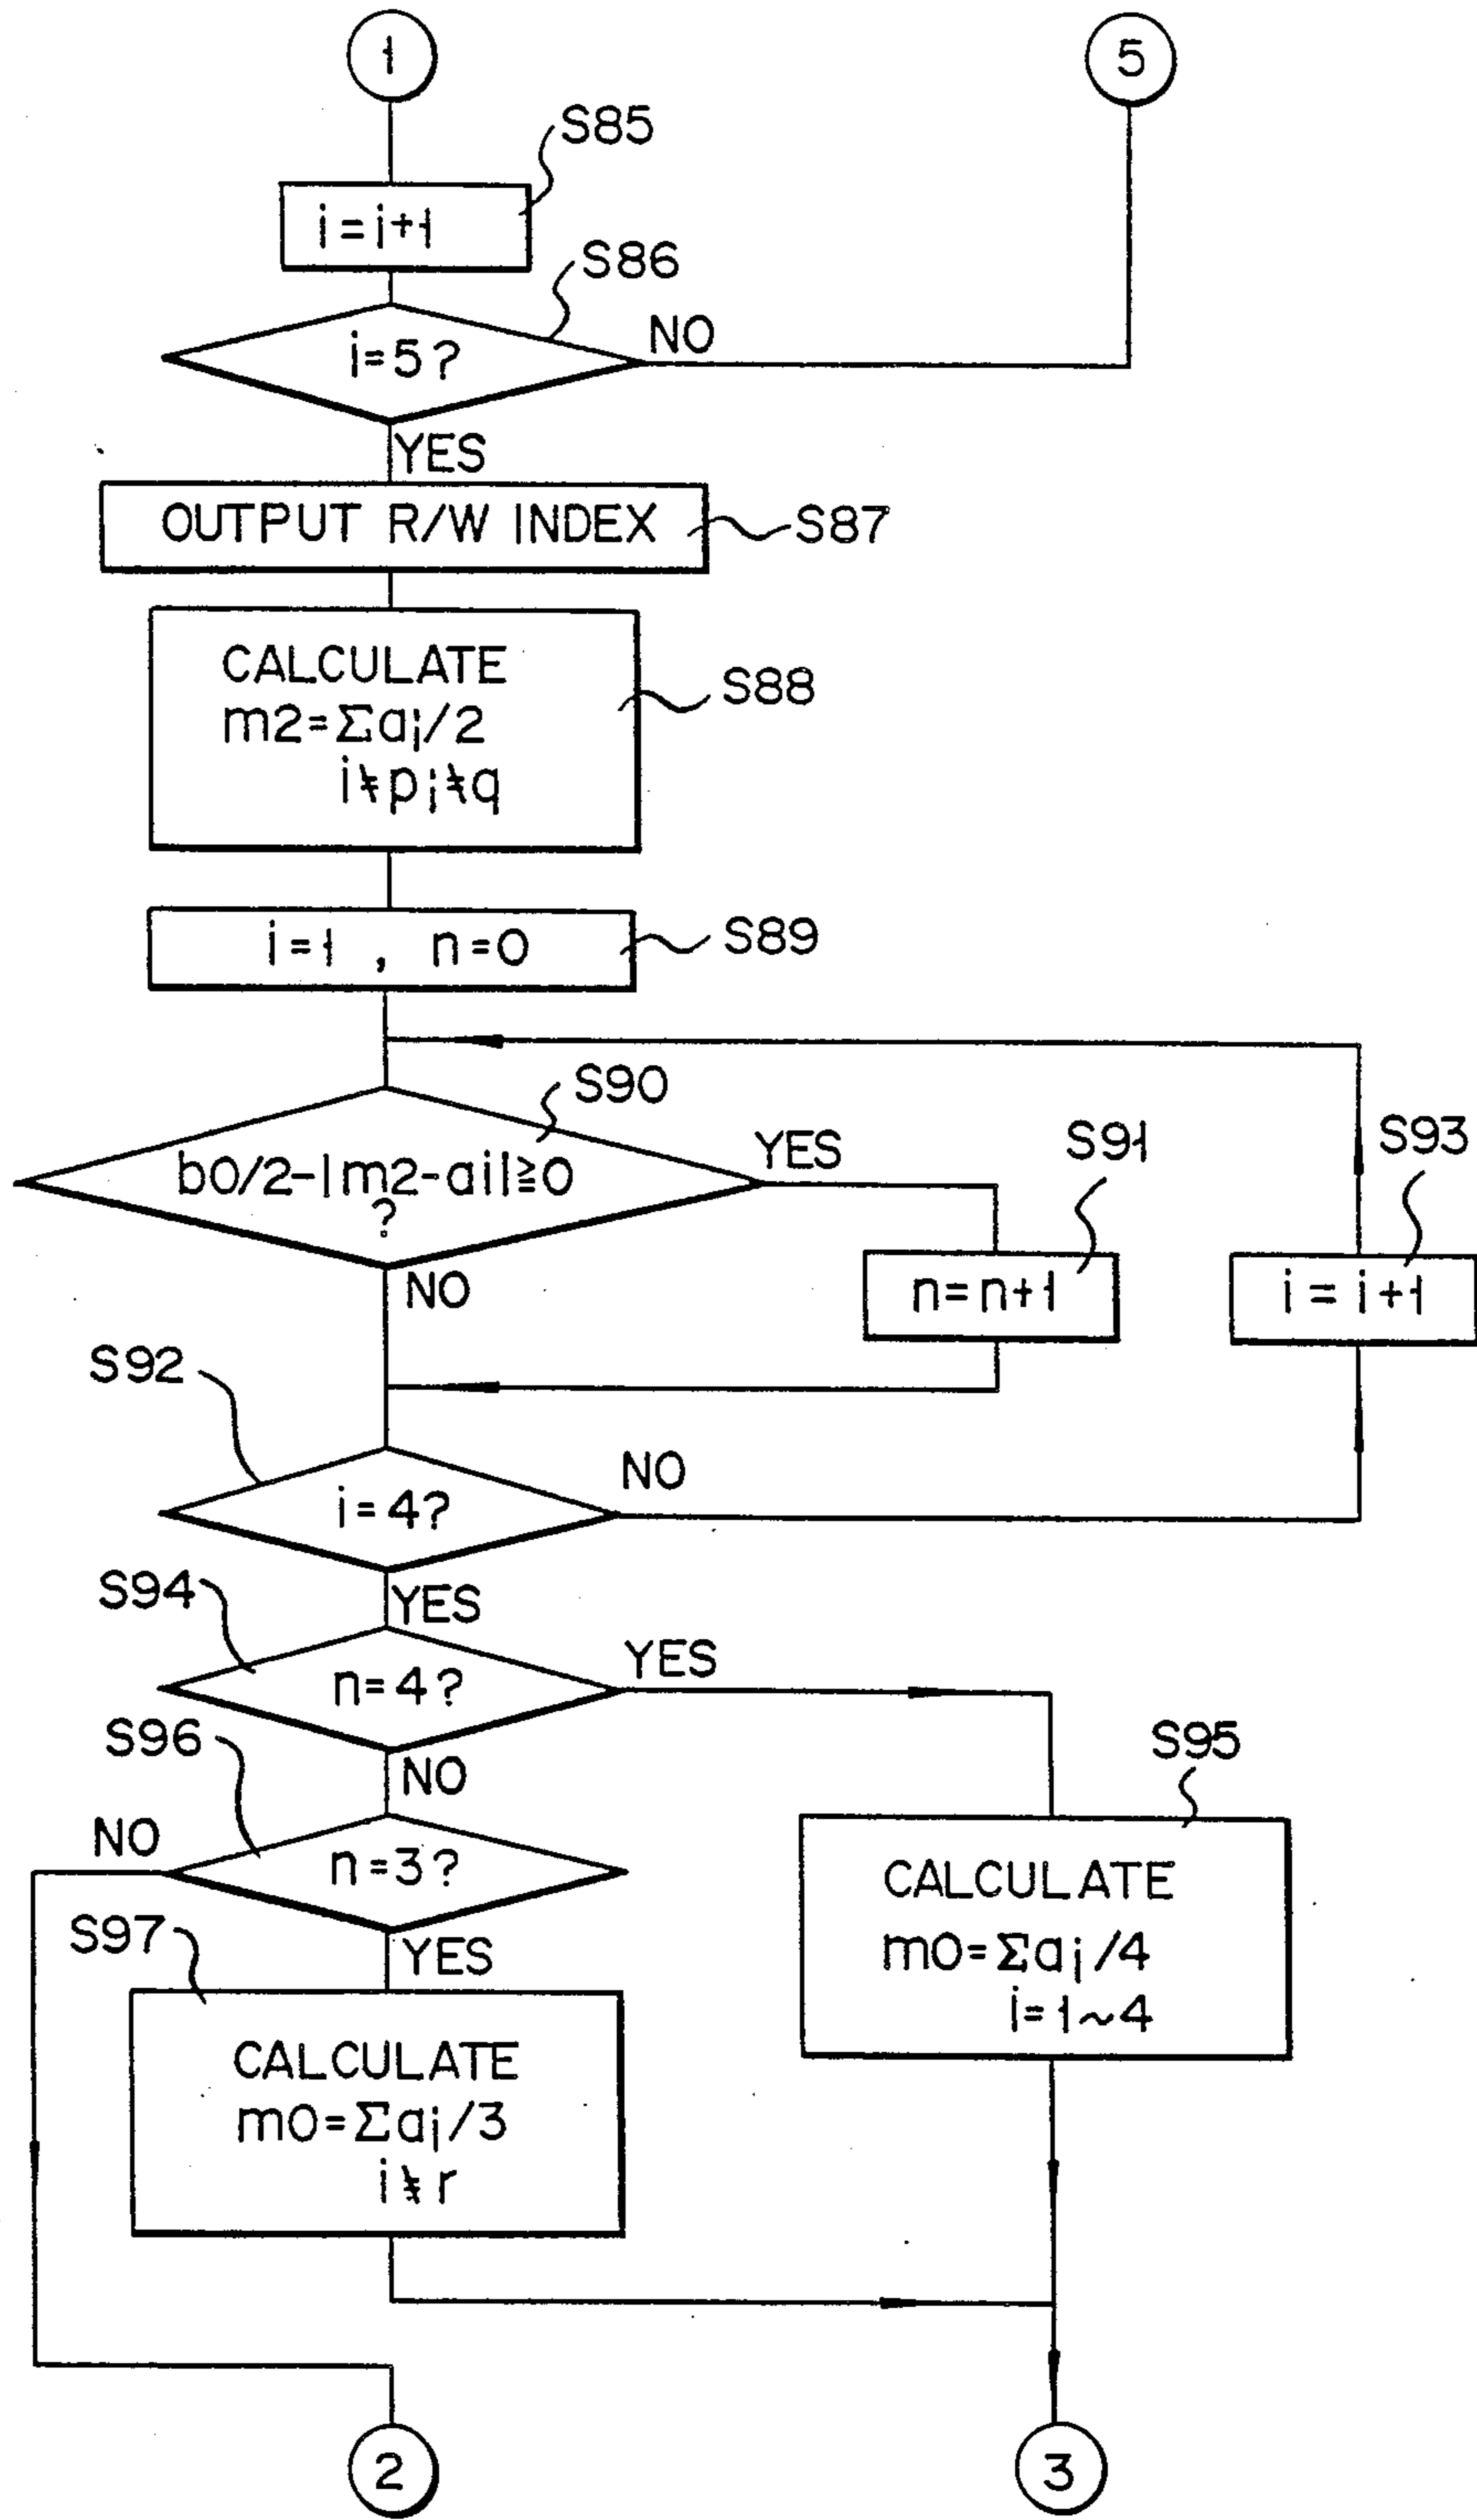 1
5
S85
i=i+1
S86
i=5?
NO
YES
OUTPUT R/W INDEX
S87
CALCULATE
m2=Σai/2
i≠p,i≠q
S88
i=1 , n=0
S89
S90
b0/2-|m2-ai|≧0
?
YES
S91
S93
NO
n=n+1
i=i+1
S92
i=4?
NO
YES
S94
n=4?
YES
S96
NO
S95
NO
n=3?
S97
YES
CALCULATE
m0=Σai/4
i=1~4
CALCULATE
m0=Σai/3
i≠r
2
3